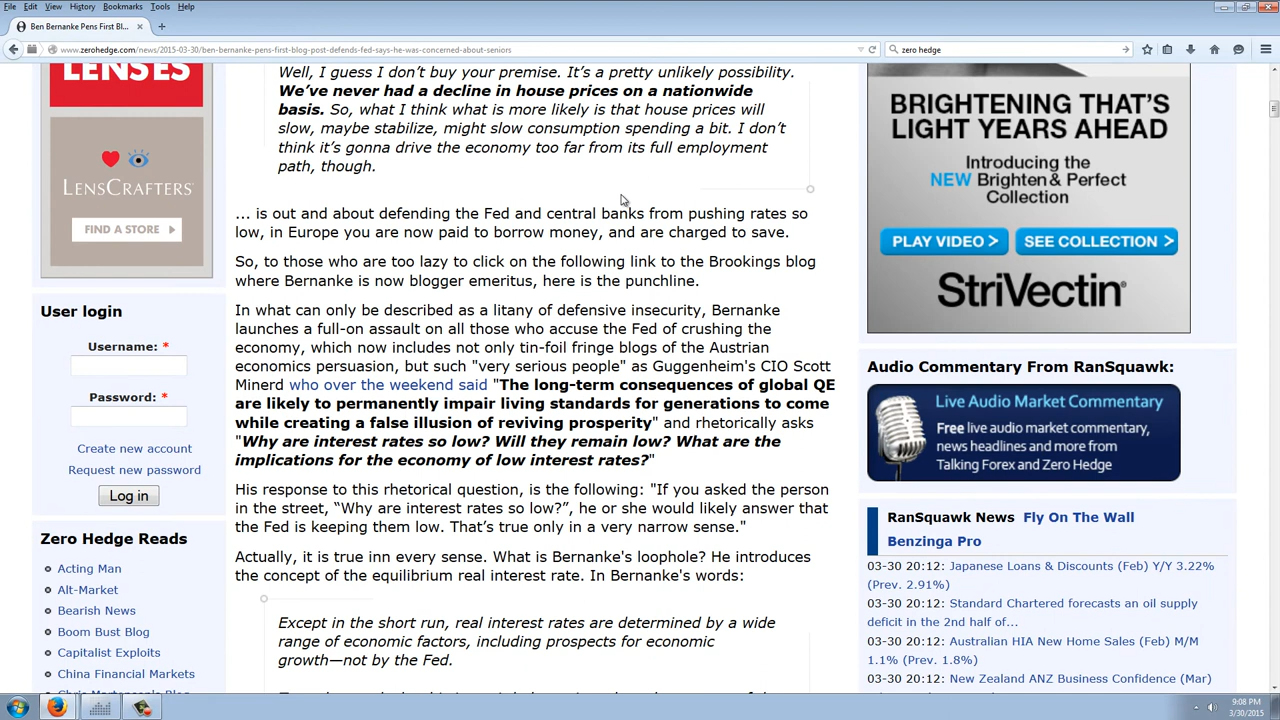 File Edit View History Bookmarks Tools Help
Ben Bernanke Pens First Bl...
www.zerohedge.com/news/2015-03-30/ben-bernanke-pens-first-blog-post-defends-fed-says-he-was-concerned-about-seniors
zero hedge
LENSES
LENSCRAFTERS
FIND A STORE
User login
Username: *
Password: *
Create new account
Request new password
Log in
Zero Hedge Reads
Acting Man
Alt-Market
Bearish News
Boom Bust Blog
Capitalist Exploits
China Financial Markets
Well, I guess I don’t buy your premise. It’s a pretty unlikely possibility.
We’ve never had a decline in house prices on a nationwide
basis. So, what I think what is more likely is that house prices will
slow, maybe stabilize, might slow consumption spending a bit. I don’t
think it’s gonna drive the economy too far from its full employment
path, though.
... is out and about defending the Fed and central banks from pushing rates so
low, in Europe you are now paid to borrow money, and are charged to save.
So, to those who are too lazy to click on the following link to the Brookings blog
where Bernanke is now blogger emeritus, here is the punchline.
In what can only be described as a litany of defensive insecurity, Bernanke
launches a full-on assault on all those who accuse the Fed of crushing the
economy, which now includes not only tin-foil fringe blogs of the Austrian
economics persuasion, but such "very serious people" as Guggenheim's CIO Scott
Minerd who over the weekend said "The long-term consequences of global QE
are likely to permanently impair living standards for generations to come
while creating a false illusion of reviving prosperity" and rhetorically asks
"Why are interest rates so low? Will they remain low? What are the
implications for the economy of low interest rates?"
His response to this rhetorical question, is the following: "If you asked the person
in the street, “Why are interest rates so low?”, he or she would likely answer that
the Fed is keeping them low. That’s true only in a very narrow sense."
Actually, it is true inn every sense. What is Bernanke's loophole? He introduces
the concept of the equilibrium real interest rate. In Bernanke's words:
Except in the short run, real interest rates are determined by a wide
range of economic factors, including prospects for economic
growth—not by the Fed.
BRIGHTENING THAT'S
LIGHT YEARS AHEAD
Introducing the
NEW Brighten & Perfect
Collection
PLAY VIDEO > SEE COLLECTION >
StriVectin®
Audio Commentary From RanSquawk:
Live Audio Market Commentary
Free live audio market commentary,
news headlines and more from
Talking Forex and Zero Hedge
RanSquawk News Fly On The Wall
Benzinga Pro
03-30 20:12: Japanese Loans & Discounts (Feb) Y/Y 3.22%
(Prev. 2.91%)
03-30 20:12: Standard Chartered forecasts an oil supply
deficit in the 2nd half of...
03-30 20:12: Australian HIA New Home Sales (Feb) M/M
1.1% (Prev. 1.8%)
03-30 20:12: New Zealand ANZ Business Confidence (Mar)
9:08 PM
3/30/2015